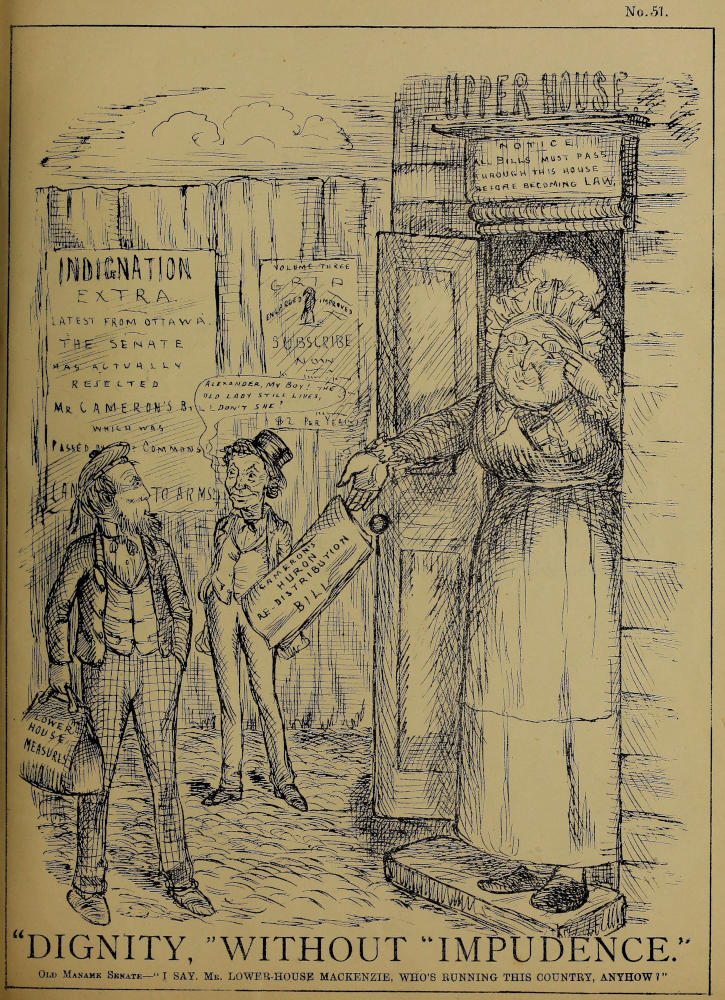 No. 51.
UPPER HOUSE.
NOTICE
AL BILLS MUST PASS
THROUGH THIS HOUSE
BEFORE BECOMING LAW.
INDIGNATION
EXTRA.
LATEST FROM OTTAWA.
THE SENATE
HAS ACTUALLY
REJECTED
MR CAMERON'S BILL
WHICH WAS
PASSED BY COMMONS
TO ARMS!
VOLUME THREE
GRIP
ENLARGED IMPROVED
SUBSCRIBE
NOW
$2 PER YEAR
ALEXANDER, MY BOY! THE
OLD LADY STILL LIVES,
DON'T SHE?
CAMERON'S
HURON
RE-DISTRIBUTION
BILL
LOWER
HOUSE
MEASURES
"DIGNITY," WITHOUT "IMPUDENCE."
OLD MANAME SENATE—"I SAY. MR. LOWER-HOUSE MACKENZIE, WHO'S RUNNING THIS COUNTRY, ANYHOW?"